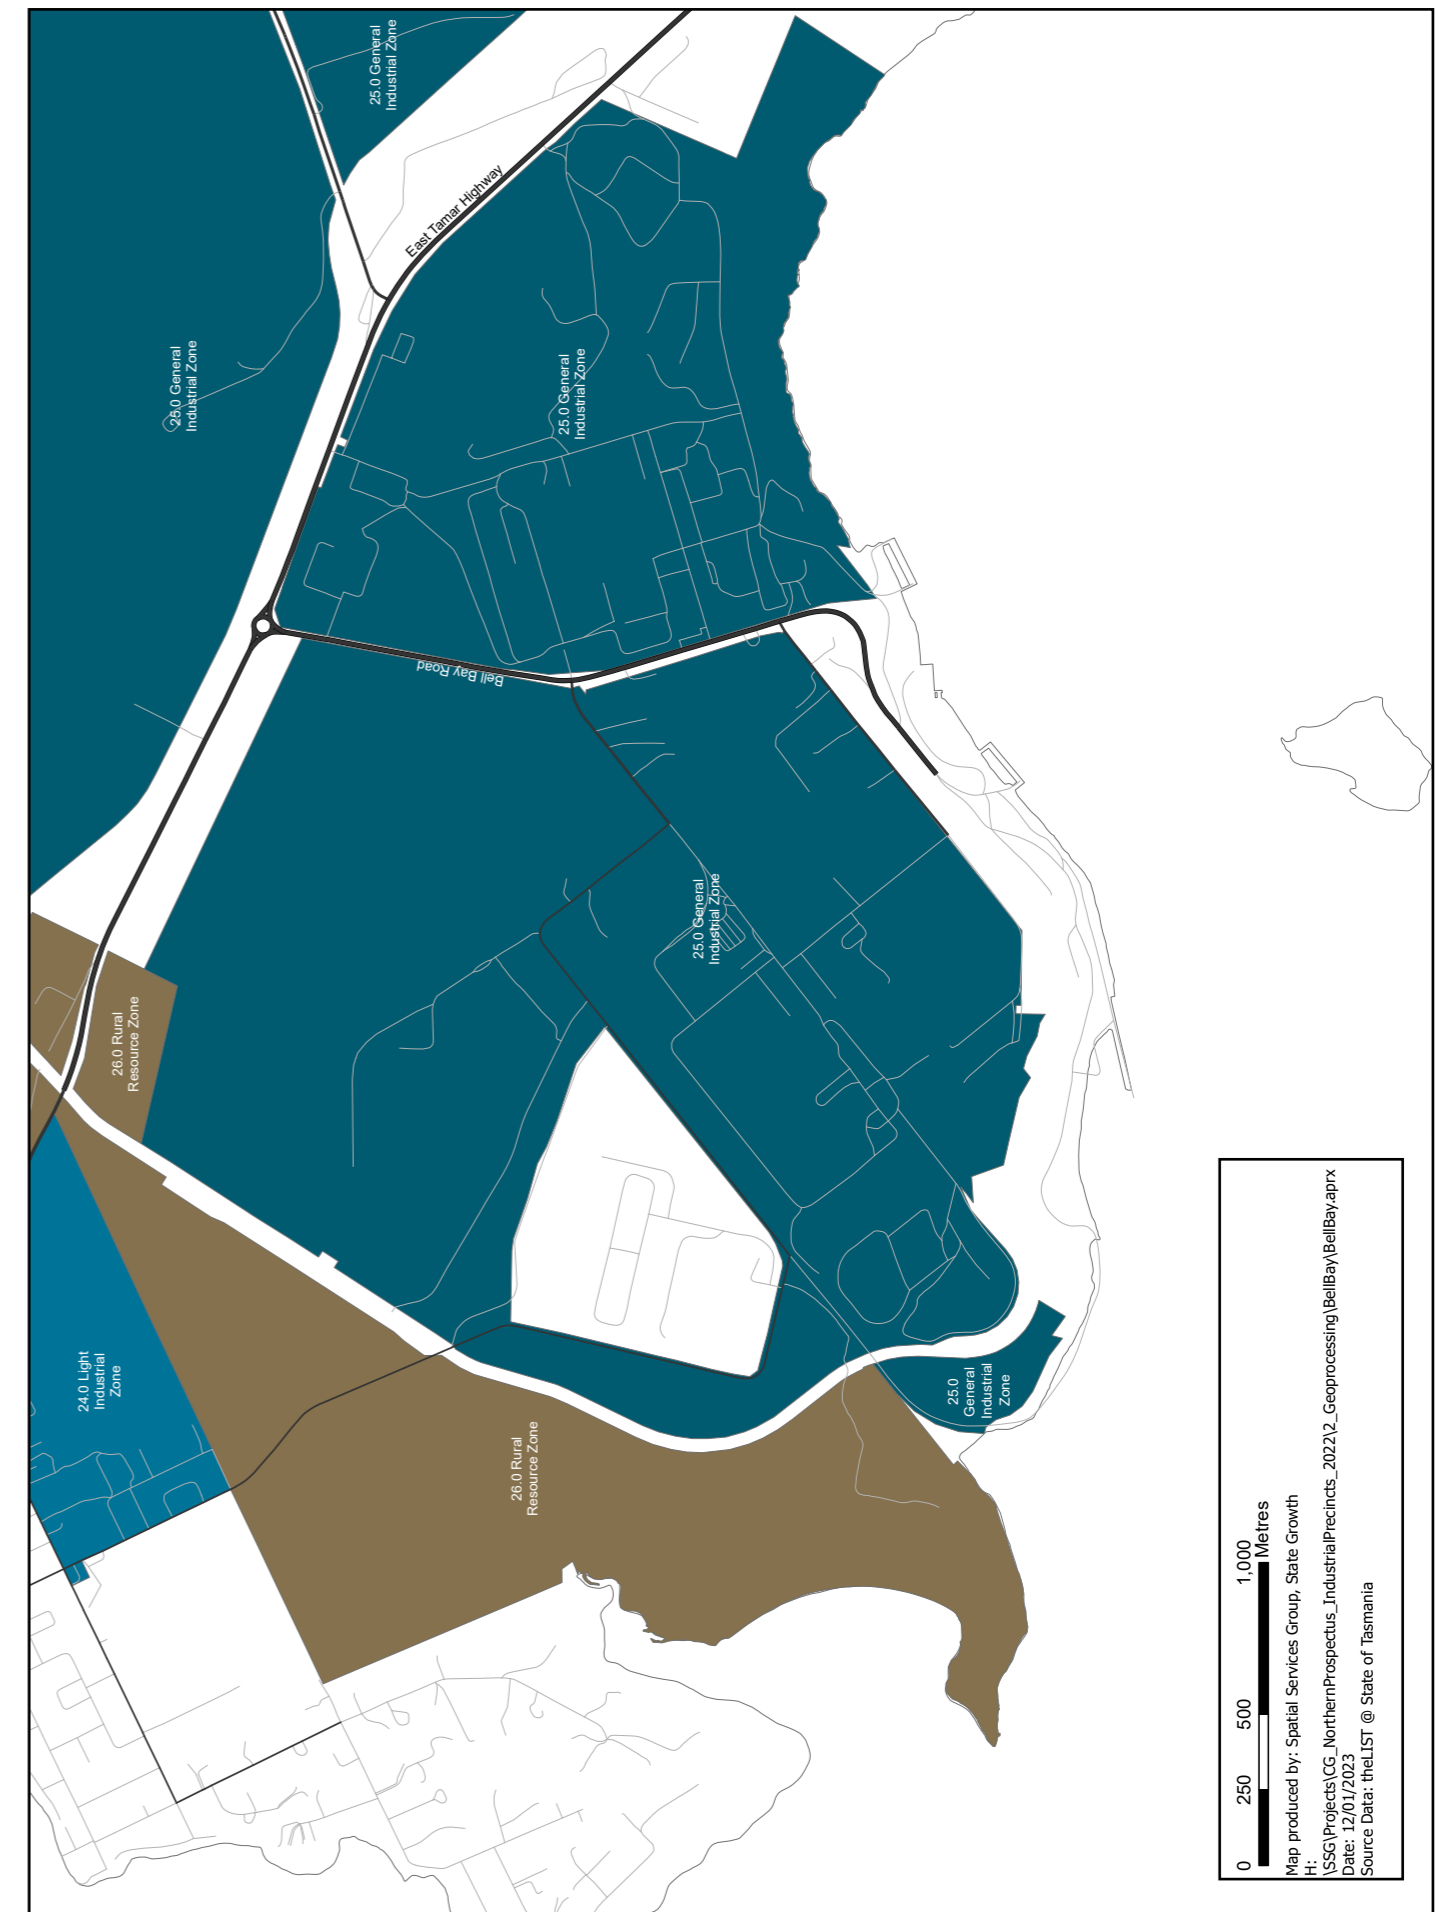 25.0 General
Industrial Zone
East Tamar Highway
25.0 General
Industrial Zone
25.0 General
Industrial Zone
Bell Bay Road
25.0 General
Industrial Zone
26.0 Rural
Resource Zone
24.0 Light
Industrial
Zone
25.0
General
Industrial
Zone
26.0 Rural
Resource Zone
0 250 500 1,000
Metres
Map produced by: Spatial Services Group, State Growth
H:
\SSG\Projects\CG_NorthernProspectus_IndustrialPrecincts_2022\2_Geoprocessing\BellBay\BellBay.aprx
Date: 12/01/2023
Source Data: theLIST @ State of Tasmania